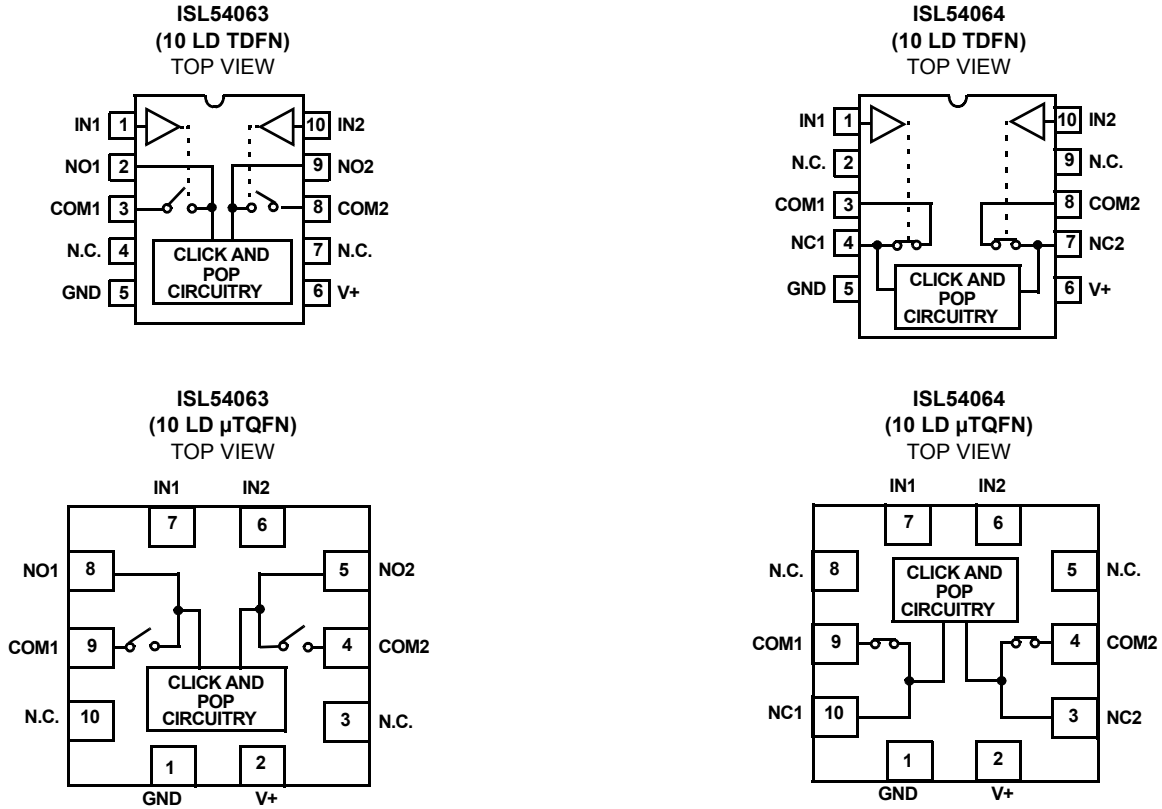 ISL54063
(10 LD TDFN)
TOP VIEW
IN1 1 10 IN2
NO1 2 9 NO2
COM1 3 8 COM2
N.C. 4 7 N.C.
CLICK AND
POP
CIRCUITRY
GND 5 6 V+
ISL54064
(10 LD TDFN)
TOP VIEW
IN1 1 10 IN2
N.C. 2 9 N.C.
COM1 3 8 COM2
NC1 4 7 NC2
CLICK AND
POP
CIRCUITRY
GND 5 6 V+
ISL54063
(10 LD µTQFN)
TOP VIEW
IN1 IN2
7 6
NO1 8 5 NO2
COM1 9 4 COM2
CLICK AND
POP
CIRCUITRY
N.C. 10 3 N.C.
1 2
GND V+
ISL54064
(10 LD µTQFN)
TOP VIEW
IN1 IN2
7 6
N.C. 8 5 N.C.
CLICK AND
POP
CIRCUITRY
COM1 9 4 COM2
NC1 10 3 NC2
1 2
GND V+